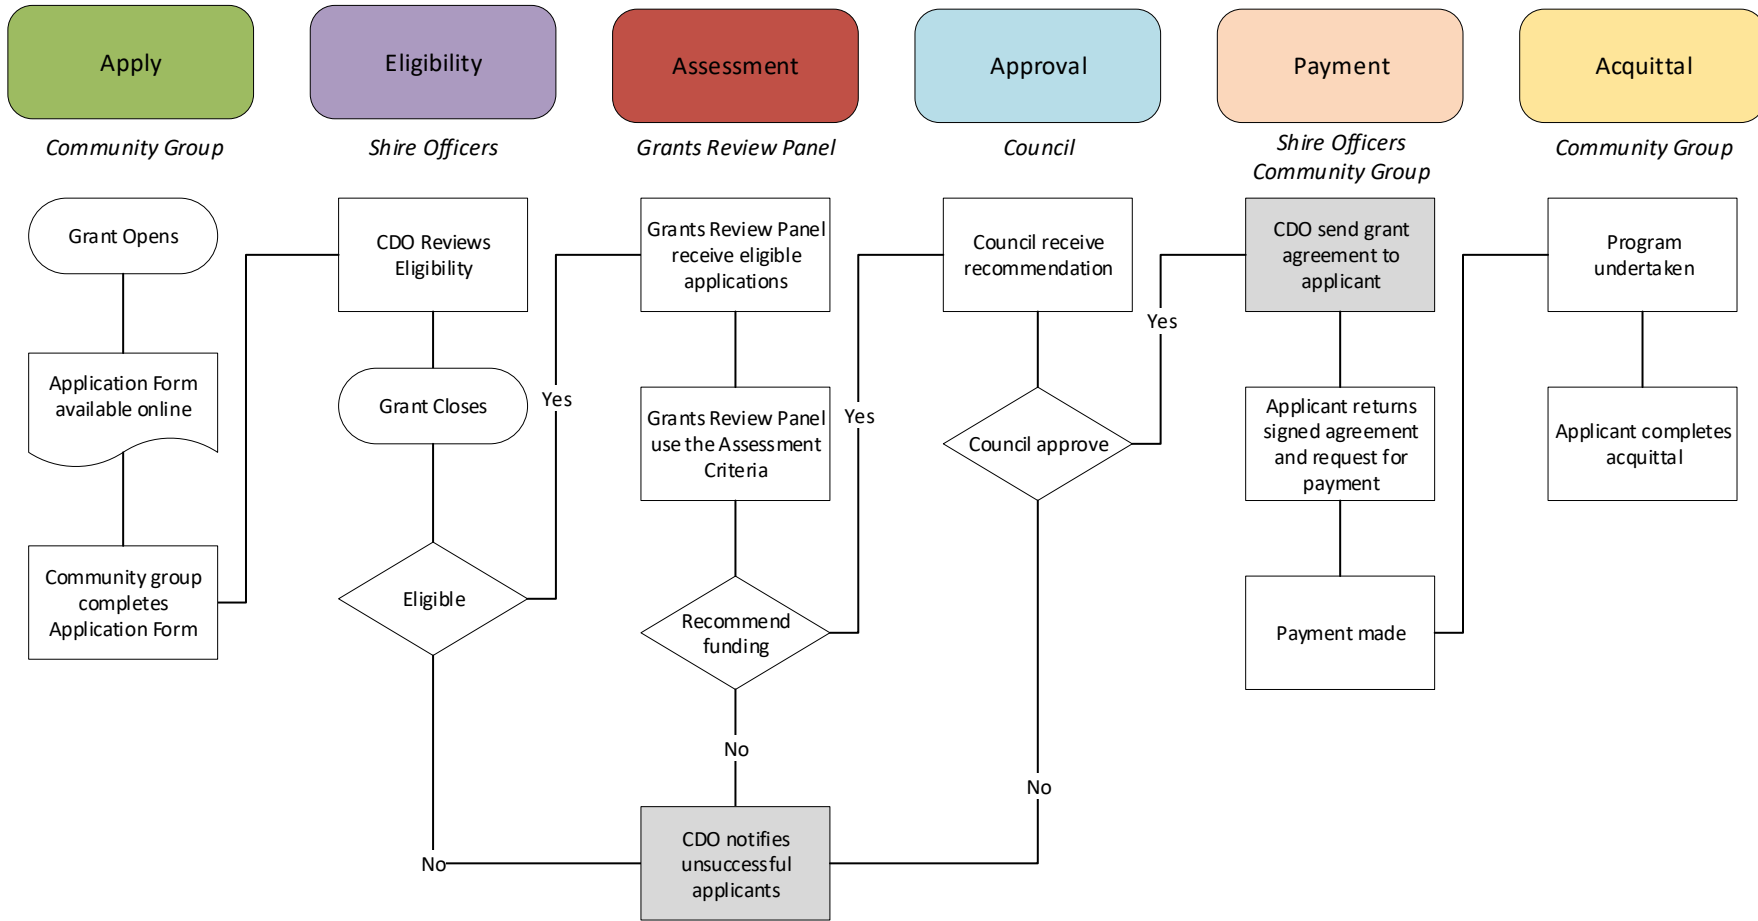 Apply
Eligibility
Assessment
Approval
Payment
Acquittal
Community Group
Shire Officers
Grants Review Panel
Council
Shire Officers
Community Group
Community Group
Grant Opens
Application Form
available online
Community group
completes
Application Form
CDO Reviews
Eligibility
Grant Closes
Eligible
Yes
No
Grants Review Panel
receive eligible
applications
Grants Review Panel
use the Assessment
Criteria
Recommend
funding
Yes
No
CDO notifies
unsuccessful
applicants
Council receive
recommendation
Council approve
Yes
No
CDO send grant
agreement to
applicant
Applicant returns
signed agreement
and request for
payment
Payment made
Program
undertaken
Applicant completes
acquittal